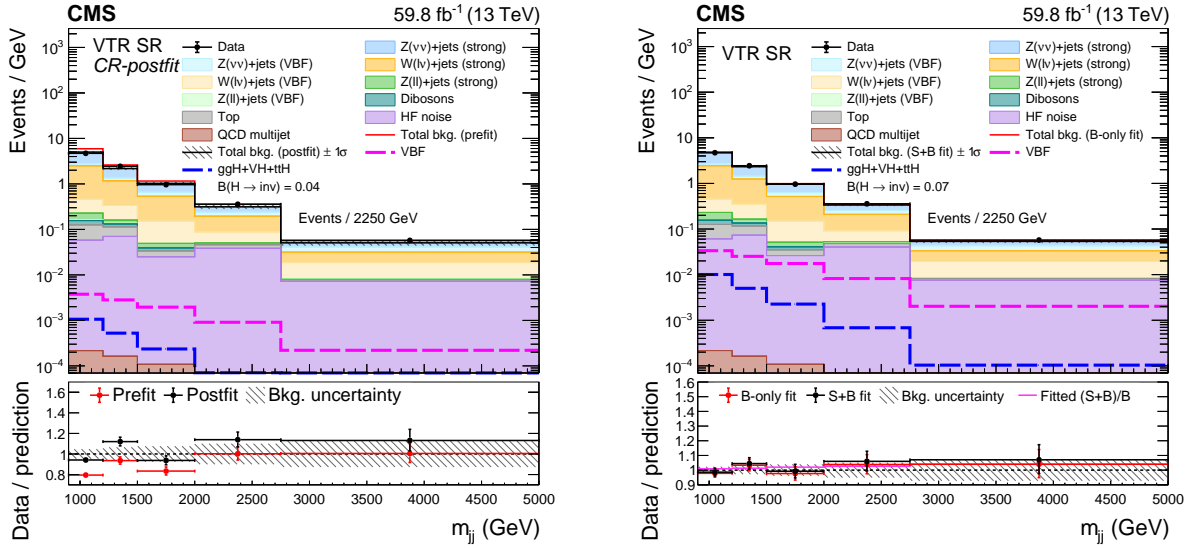 CMS
59.8 fb⁻¹ (13 TeV)
Events / GeV
10³
10²
10
1
10⁻¹
10⁻²
10⁻³
10⁻⁴
VTR SR
CR-postfit
Data
Z(νν)+jets (strong)
Z(νν)+jets (VBF)
W(lν)+jets (strong)
W(lν)+jets (VBF)
Z(ll)+jets (strong)
Z(ll)+jets (VBF)
Dibosons
Top
HF noise
QCD multijet
Total bkg. (prefit)
Total bkg. (postfit) ± 1σ
VBF
ggH+VH+ttH
B(H → inv) = 0.04
Events / 2250 GeV
Data / prediction
1.6
1.4
1.2
1.0
0.8
Prefit
Postfit
Bkg. uncertainty
1000 1500 2000 2500 3000 3500 4000 4500 5000
m_jj (GeV)
CMS
59.8 fb⁻¹ (13 TeV)
Events / GeV
10³
10²
10
1
10⁻¹
10⁻²
10⁻³
10⁻⁴
VTR SR
Data
Z(νν)+jets (strong)
Z(νν)+jets (VBF)
W(lν)+jets (strong)
W(lν)+jets (VBF)
Z(ll)+jets (strong)
Z(ll)+jets (VBF)
Dibosons
Top
HF noise
QCD multijet
Total bkg. (B-only fit)
Total bkg. (S+B fit) ± 1σ
VBF
ggH+VH+ttH
B(H → inv) = 0.07
Events / 2250 GeV
Data / prediction
1.6
1.5
1.4
1.3
1.2
1.1
1.0
0.9
B-only fit
S+B fit
Bkg. uncertainty
Fitted (S+B)/B
1000 1500 2000 2500 3000 3500 4000 4500 5000
m_jj (GeV)